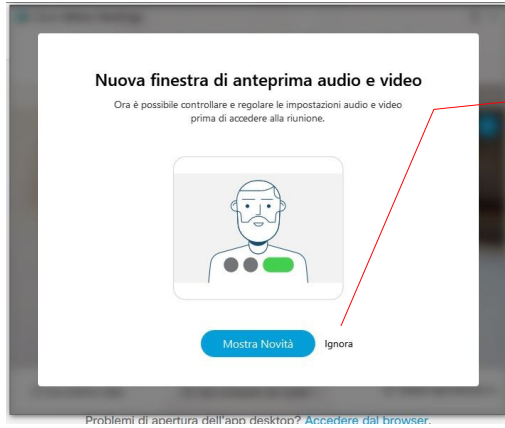 Nuova finestra di anteprima audio e video
Ora è possibile controllare e regolare le impostazioni audio e video
prima di accedere alla riunione.
Mostra Novità
Ignora
Problemi di apertura dell'app desktop? Accedere dal browser.